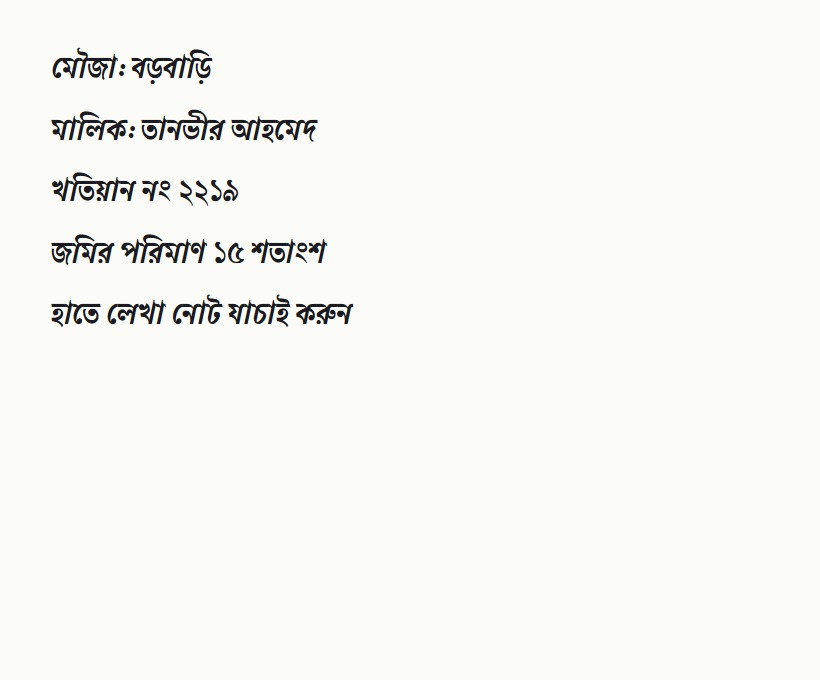 মৌজা: বড়বাড়ি
মালিক: তানভীর আহমেদ
খতিয়ান নং ২২১৯
জমির পরিমাণ ১৫ শতাংশ
হাতে লেখা নোট যাচাই করুন